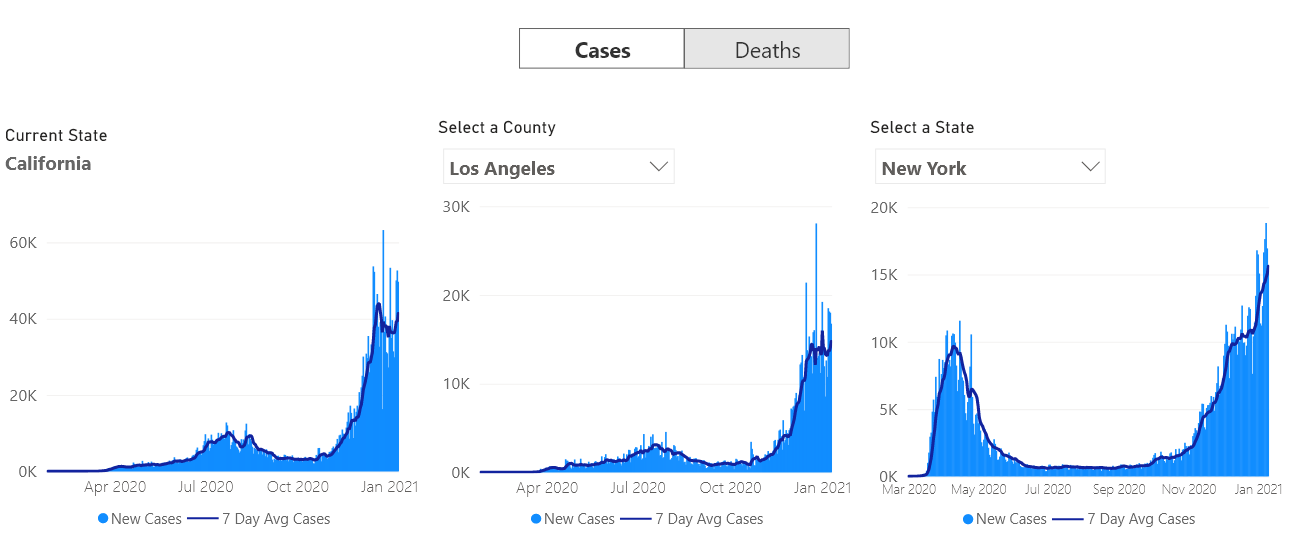 Cases Deaths
Current State
California
Select a County
Los Angeles
Select a State
New York
60K
40K
20K
0K
Apr 2020 Jul 2020 Oct 2020 Jan 2021
New Cases 7 Day Avg Cases
30K
20K
10K
0K
Apr 2020 Jul 2020 Oct 2020 Jan 2021
New Cases 7 Day Avg Cases
20K
15K
10K
5K
0K
Mar 2020 May 2020 Jul 2020 Sep 2020 Nov 2020 Jan 2021
New Cases 7 Day Avg Cases